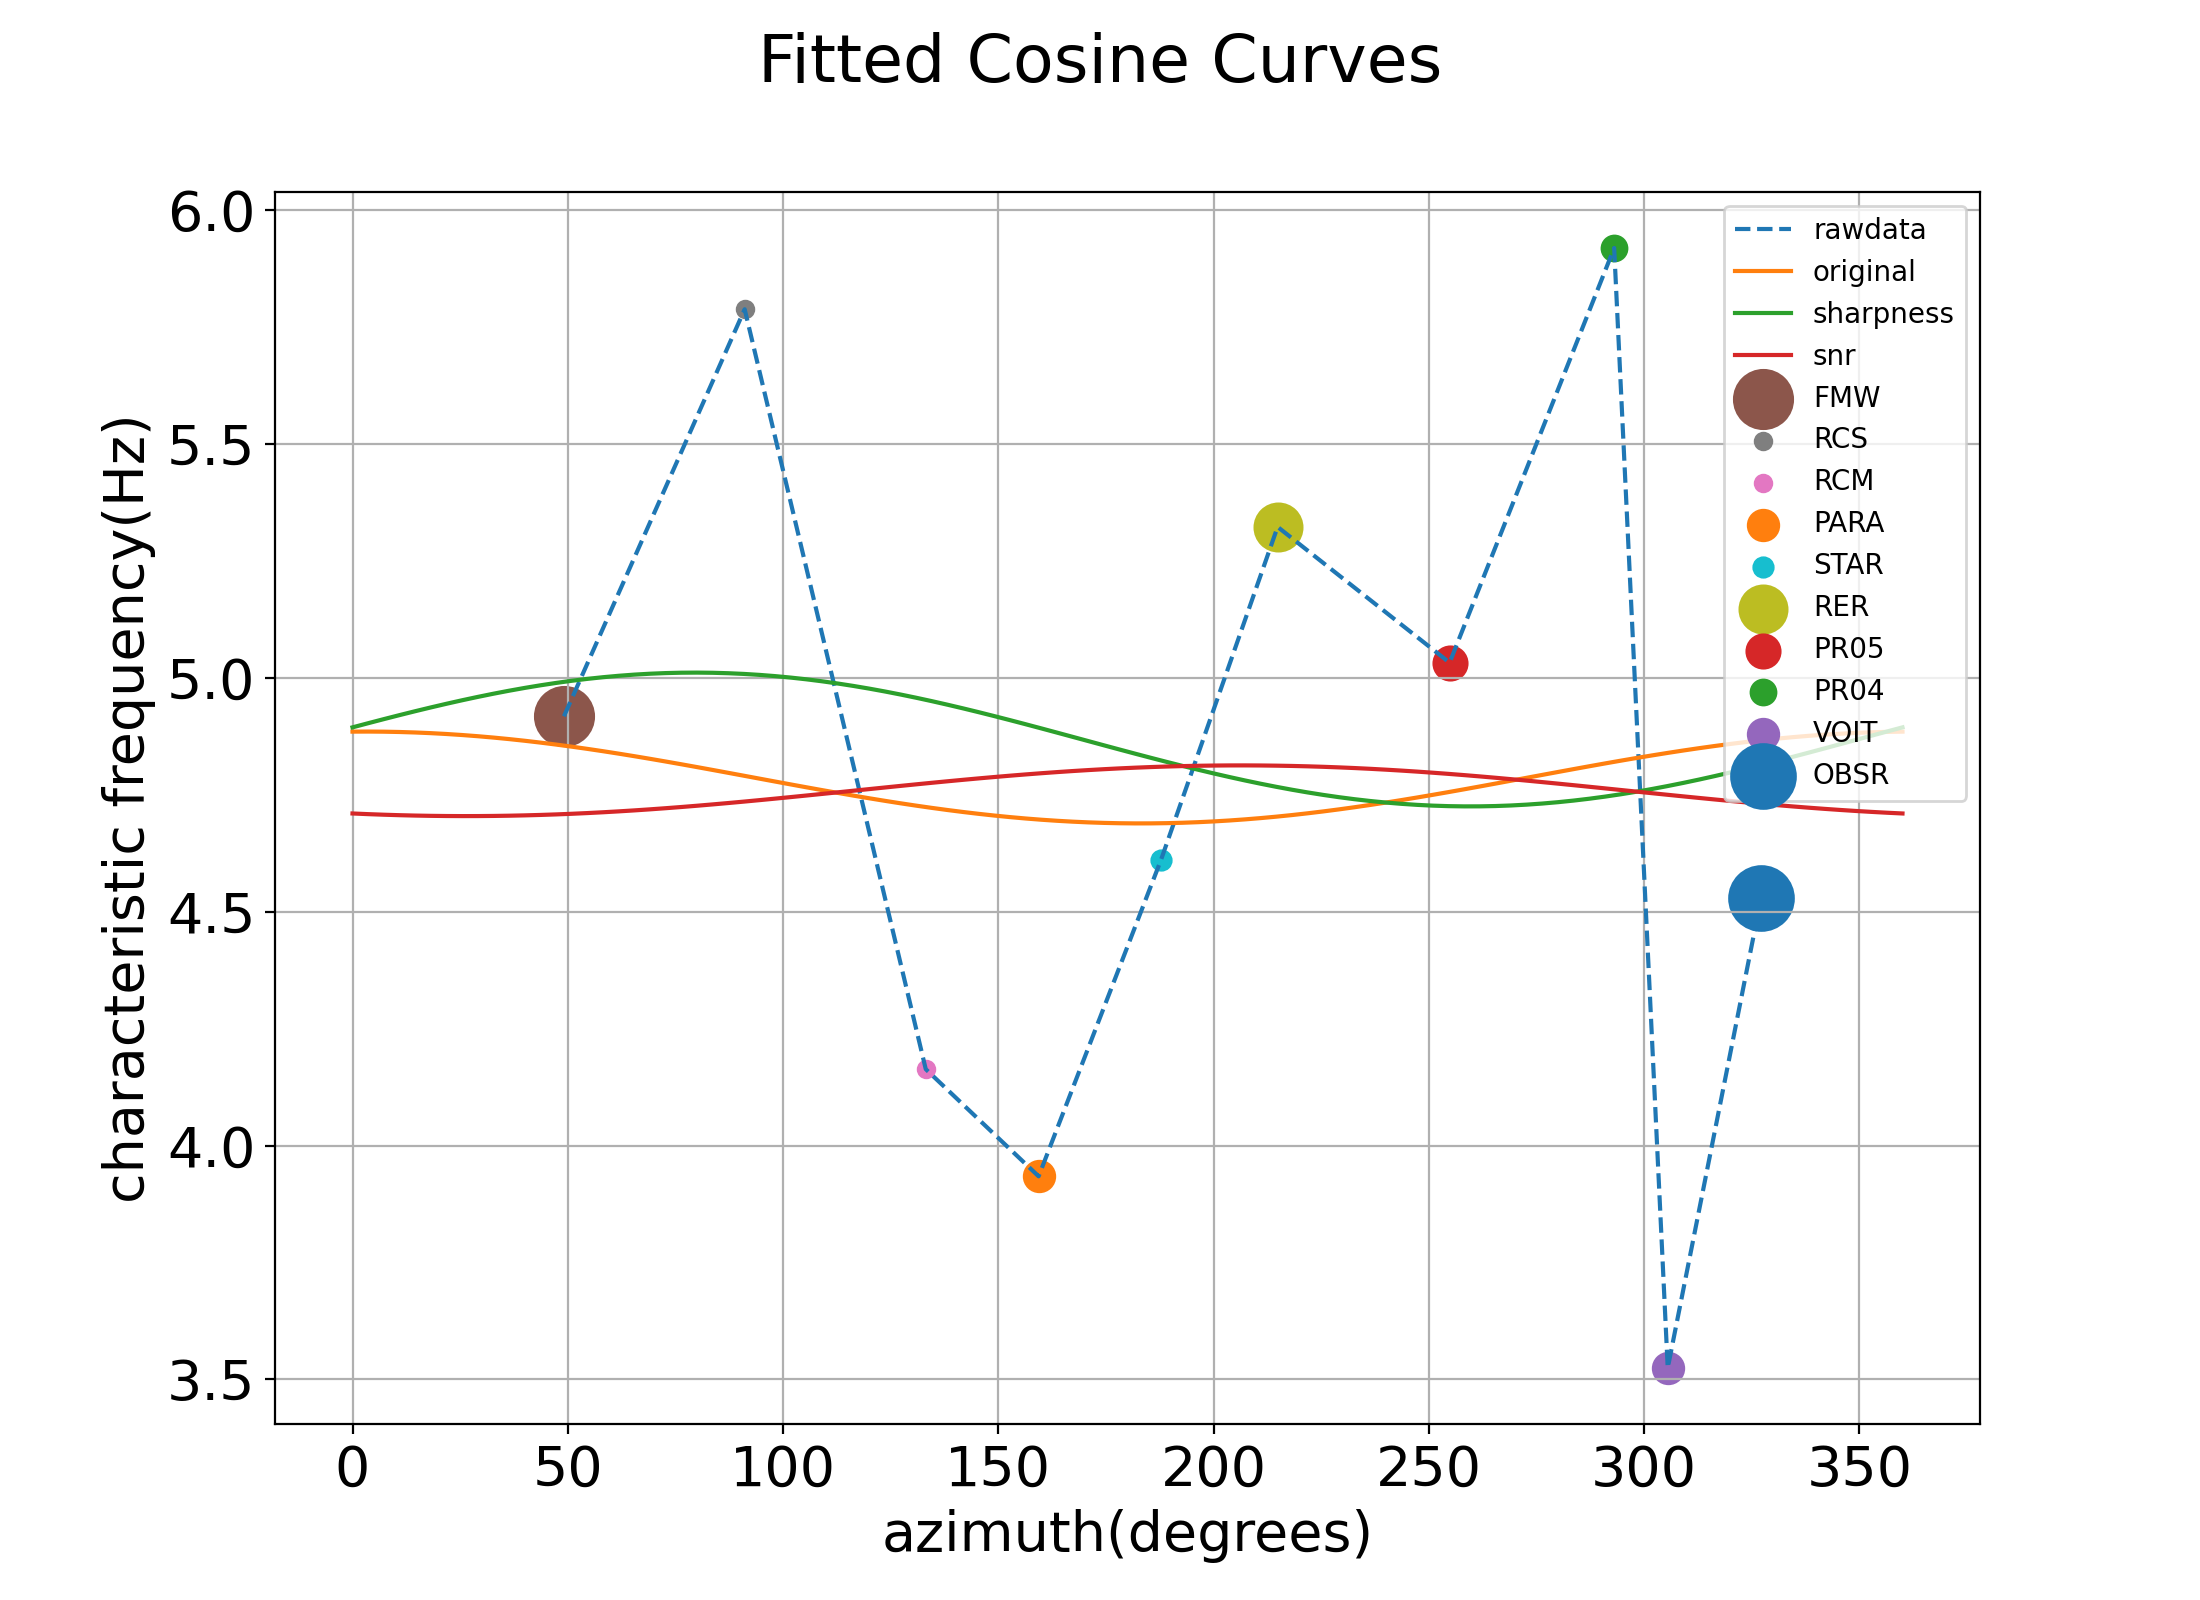 Fitted Cosine Curves
6.0
5.5
5.0
4.5
4.0
3.5
characteristic frequency(Hz)
rawdata
original
sharpness
snr
FMW
RCS
RCM
PARA
STAR
RER
PR05
PR04
VOIT
OBSR
0 50 100 150 200 250 300 350
azimuth(degrees)